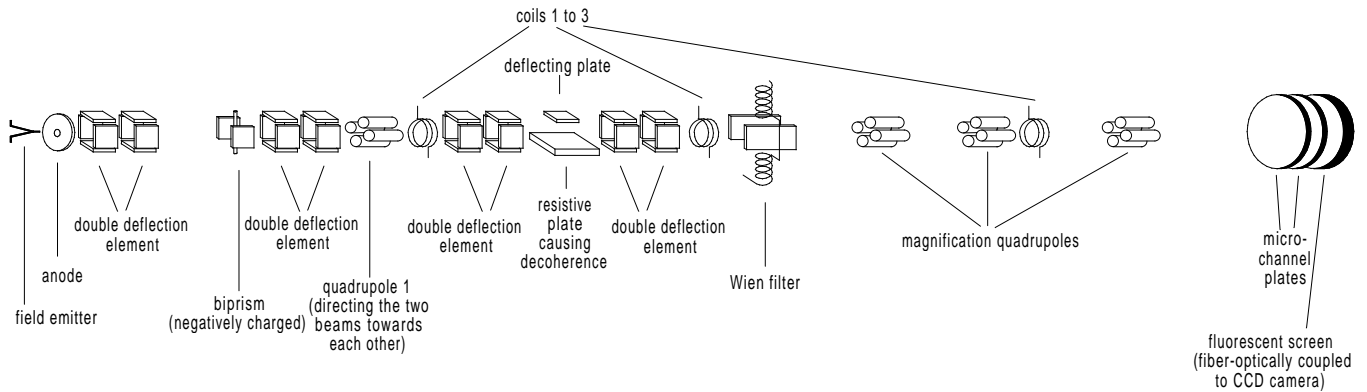 coils 1 to 3
deflecting plate
double deflection
element
double deflection
element
double deflection
element
resistive
plate
causing
decoherence
double deflection
element
magnification quadrupoles
micro-
channel
plates
anode
Wien filter
field emitter
biprism
(negatively charged)
quadrupole 1
(directing the two
beams towards
each other)
fluorescent screen
(fiber-optically coupled
to CCD camera)